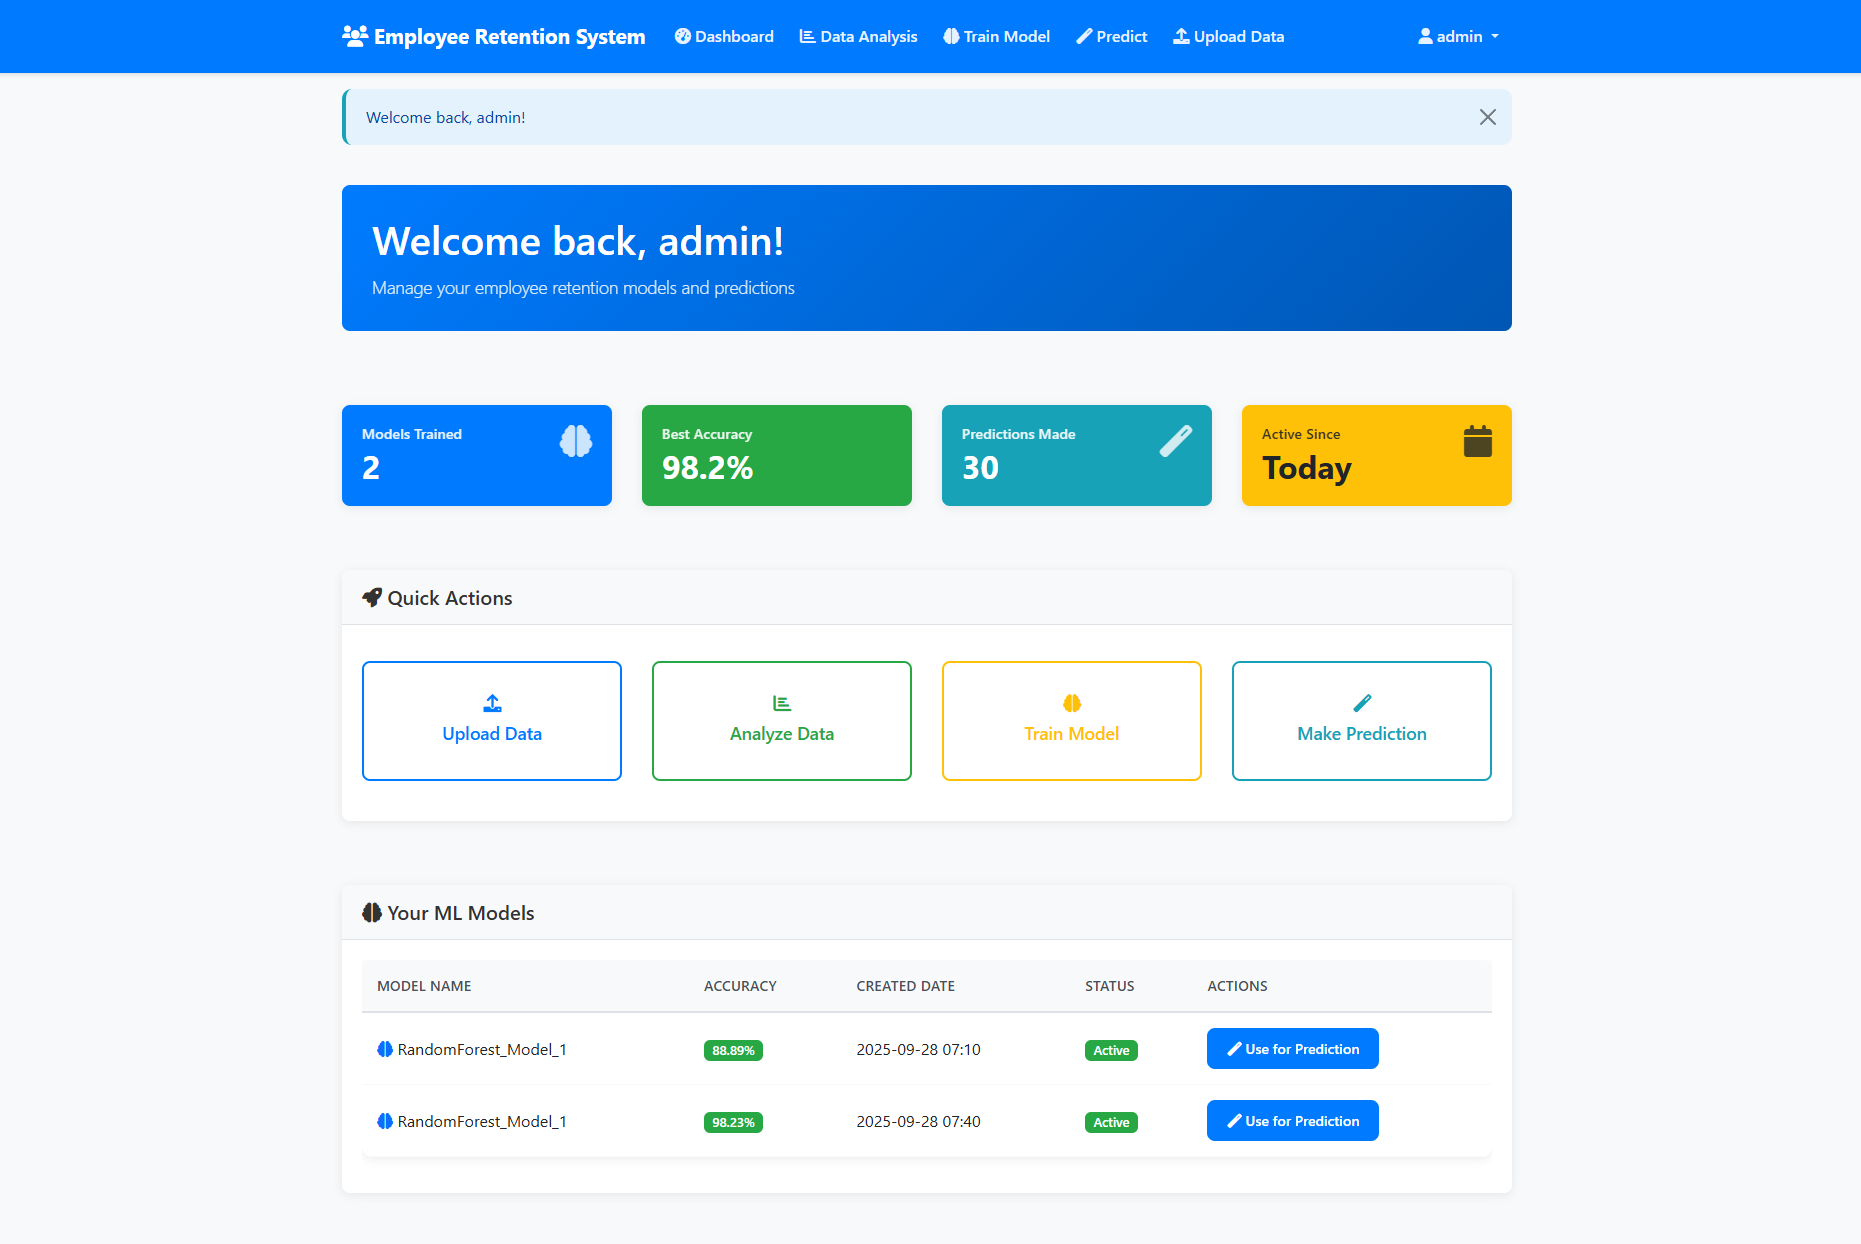 Employee Retention System Dashboard Data Analysis Train Model Predict Upload Data admin
Welcome back, admin!
Welcome back, admin!
Manage your employee retention models and predictions
Models Trained
2
Best Accuracy
98.2%
Predictions Made
30
Active Since
Today
Quick Actions
Upload Data
Analyze Data
Train Model
Make Prediction
Your ML Models
MODEL NAME ACCURACY CREATED DATE STATUS ACTIONS
RandomForest_Model_1 88.89% 2025-09-28 07:10 Active Use for Prediction
RandomForest_Model_1 98.23% 2025-09-28 07:40 Active Use for Prediction